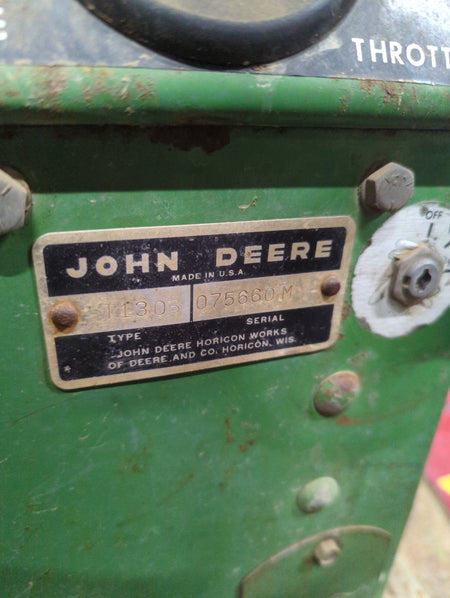 THROTT
OFF
JOHN DEERE
MADE IN U.S.A.
075660M
TYPE SERIAL
JOHN DEERE HORICON WORKS
OF DEERE AND CO. HORICON, WIS.